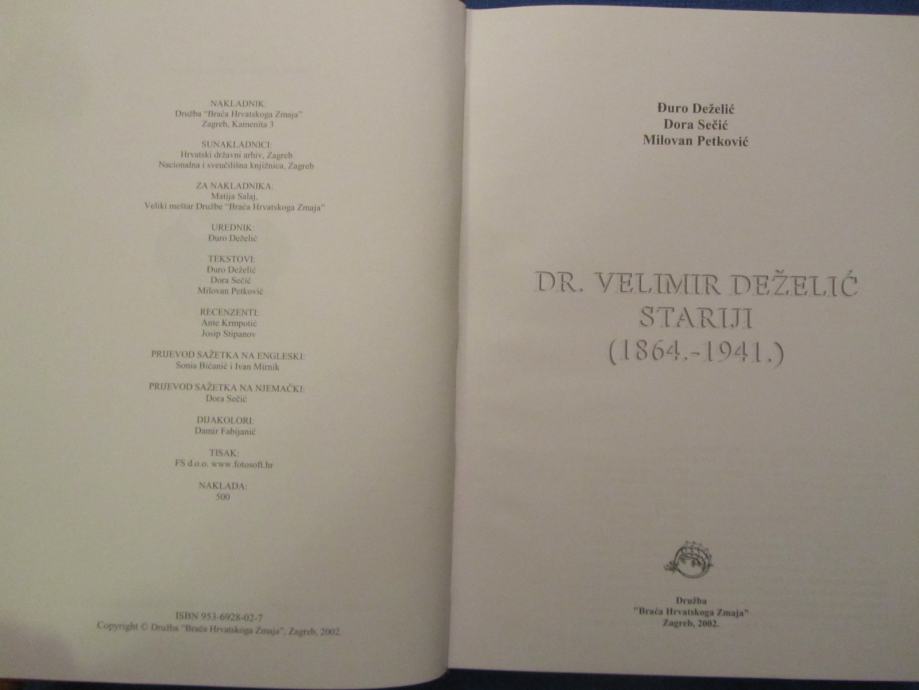 NAKLADNIK:
Družba "Braća Hrvatskoga Zmaja"
Zagreb, Kamenita 3
SUNAKLADNICI:
Hrvatski državni arhiv, Zagreb
Nacionalna i sveučilišna knjižnica, Zagreb
ZA NAKLADNIKA:
Matija Salaj,
Veliki meštar Družbe "Braća Hrvatskoga Zmaja"
UREDNIK:
Đuro Deželić
TEKSTOVI:
Đuro Deželić
Dora Sečić
Milovan Petković
RECENZENTI:
Ante Krmpotić
Josip Stipanov
PRIJEVOD SAŽETKA NA ENGLESKI:
Sonia Bićanić i Ivan Mirnik
PRIJEVOD SAŽETKA NA NJEMAČKI:
Dora Sečić
DIJAKOLORI:
Damir Fabijanić
TISAK:
FS d.o.o. www.fotosoft.hr
NAKLADA:
500
ISBN 953-6928-02-7
Copyright © Družba "Braća Hrvatskoga Zmaja", Zagreb, 2002.
Đuro Deželić
Dora Sečić
Milovan Petković
DR. VELIMIR DEŽELIĆ
STARIJI
(1864.-1941.)
Družba
"Braća Hrvatskoga Zmaja"
Zagreb, 2002.